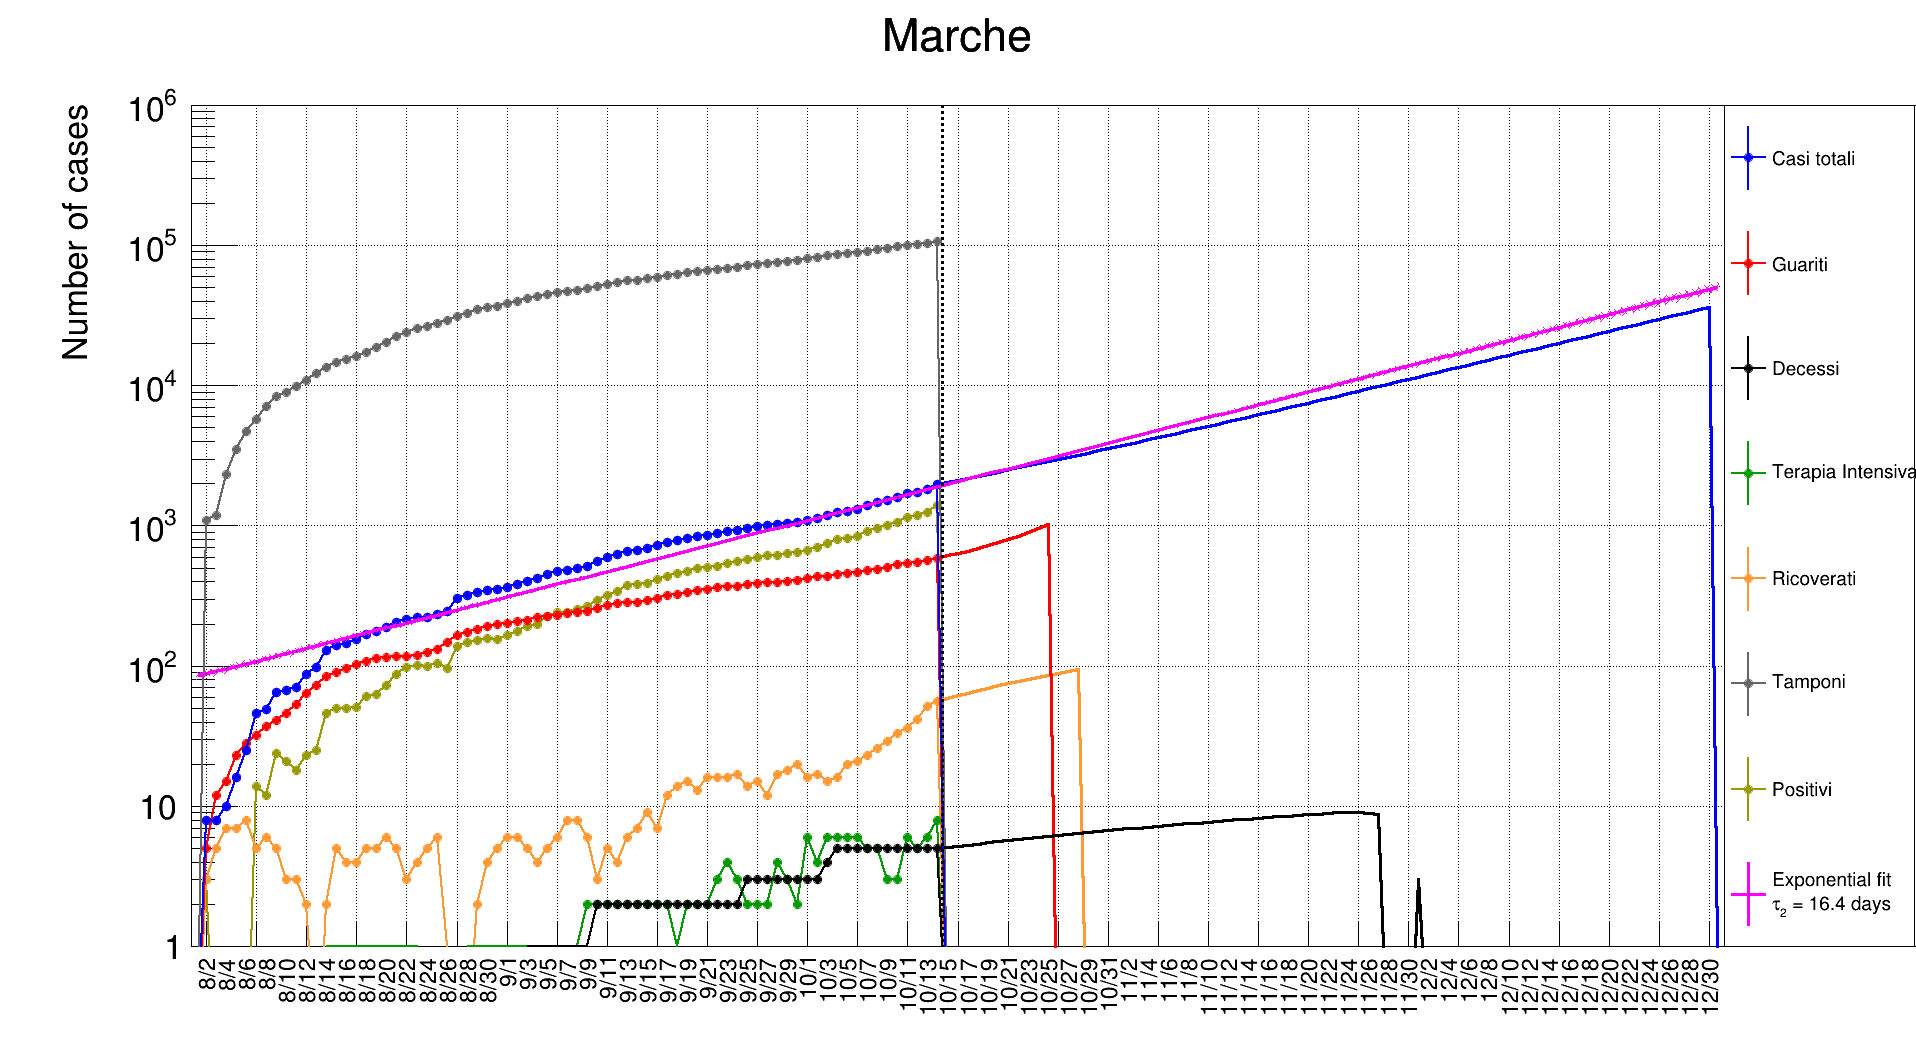 Marche
Number of cases
10^6
10^5
10^4
10^3
10^2
10
1
8/2 8/4 8/6 8/8 8/10 8/12 8/14 8/16 8/18 8/20 8/22 8/24 8/26 8/28 8/30 9/1 9/3 9/5 9/7 9/9 9/11 9/13 9/15 9/17 9/19 9/21 9/23 9/25 9/27 9/29 10/1 10/3 10/5 10/7 10/9 10/11 10/13 10/15 10/17 10/19 10/21 10/23 10/25 10/27 10/29 10/31 11/2 11/4 11/6 11/8 11/10 11/12 11/14 11/16 11/18 11/20 11/22 11/24 11/26 11/28 11/30 12/2 12/4 12/6 12/8 12/10 12/12 12/14 12/16 12/18 12/20 12/22 12/24 12/26 12/28 12/30
Casi totali
Guariti
Decessi
Terapia Intensiva
Ricoverati
Tamponi
Positivi
Exponential fit
τ2 = 16.4 days